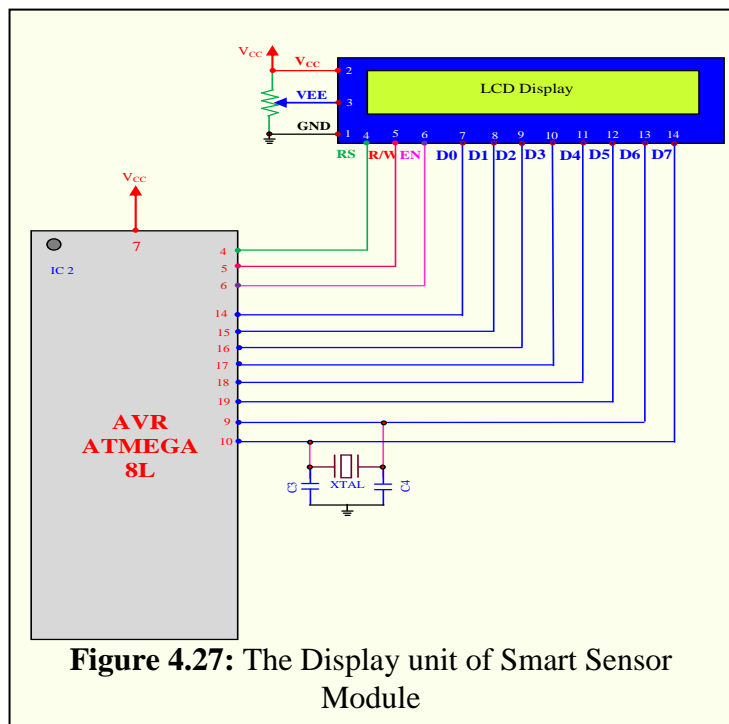 VCC
VCC
2
LCD Display
VEE
3
GND
1
4 5 6 7 8 9 10 11 12 13 14
RS R/W EN D0 D1 D2 D3 D4 D5 D6 D7
VCC
7
4
IC 2
5
6
14
15
16
17
18
19
9
10
AVR
ATMEGA
8L
C3
XTAL
C4
Figure 4.27: The Display unit of Smart Sensor
Module